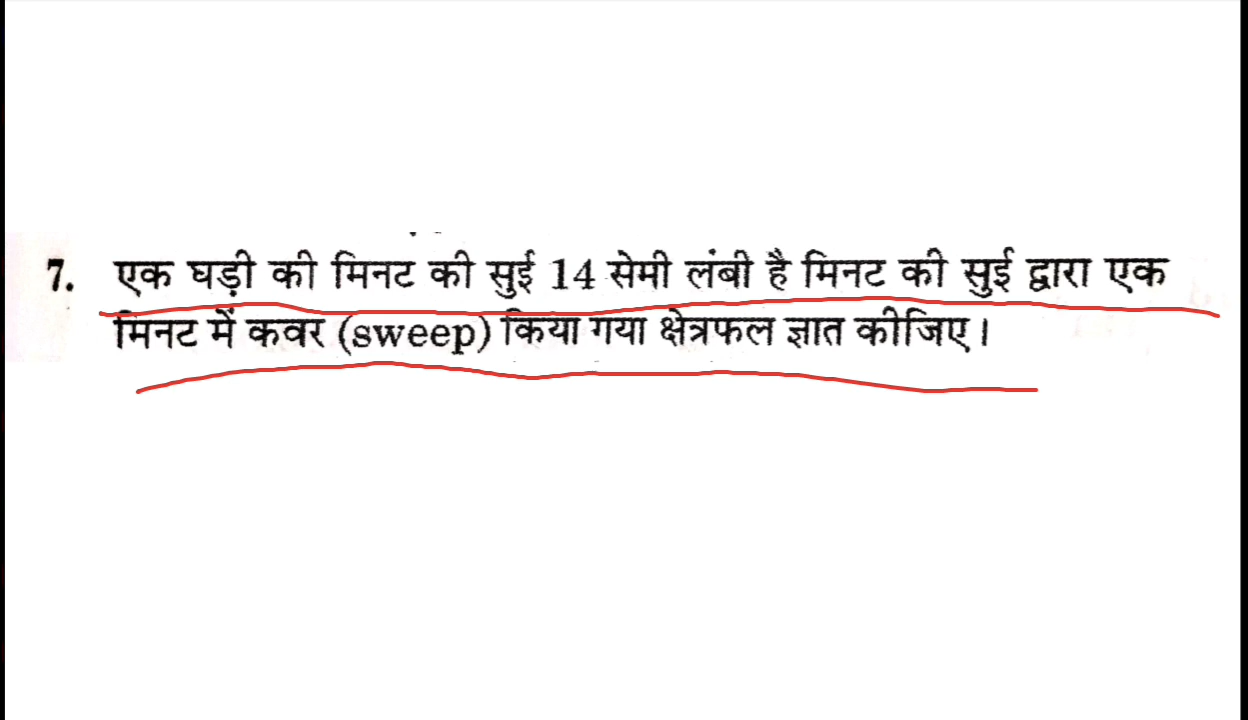 7. एक घड़ी की मिनट की सुई 14 सेमी लंबी है मिनट की सुई द्वारा एक
मिनट में कवर (sweep) किया गया क्षेत्रफल ज्ञात कीजिए।